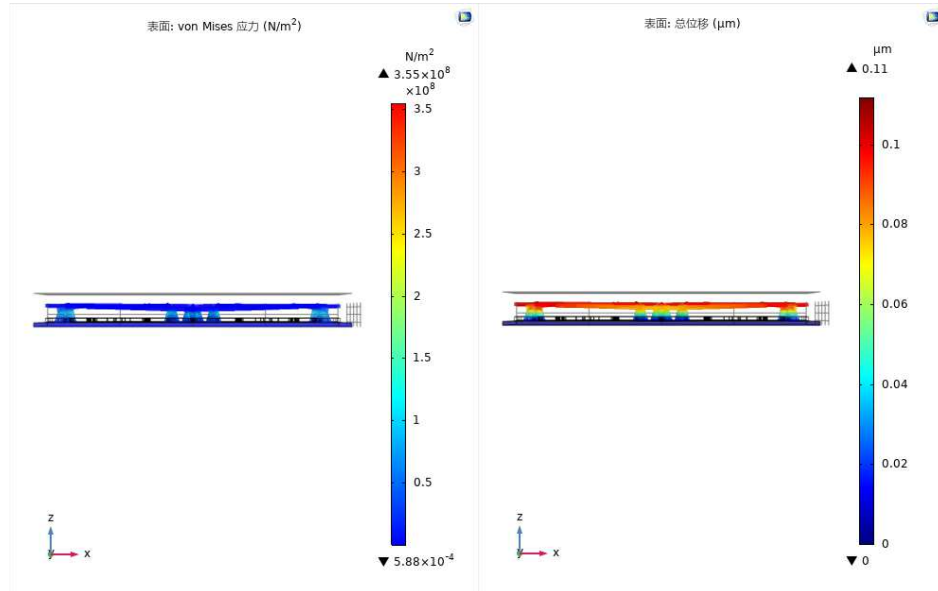 表面: von Mises 应力 (N/m²)
N/m²
▲ 3.55×10⁸
×10⁸
3.5
3
2.5
2
1.5
1
0.5
▼ 5.88×10⁻⁴
z
y
x
表面: 总位移 (μm)
μm
▲ 0.11
0.1
0.08
0.06
0.04
0.02
0
▼ 0
z
y
x